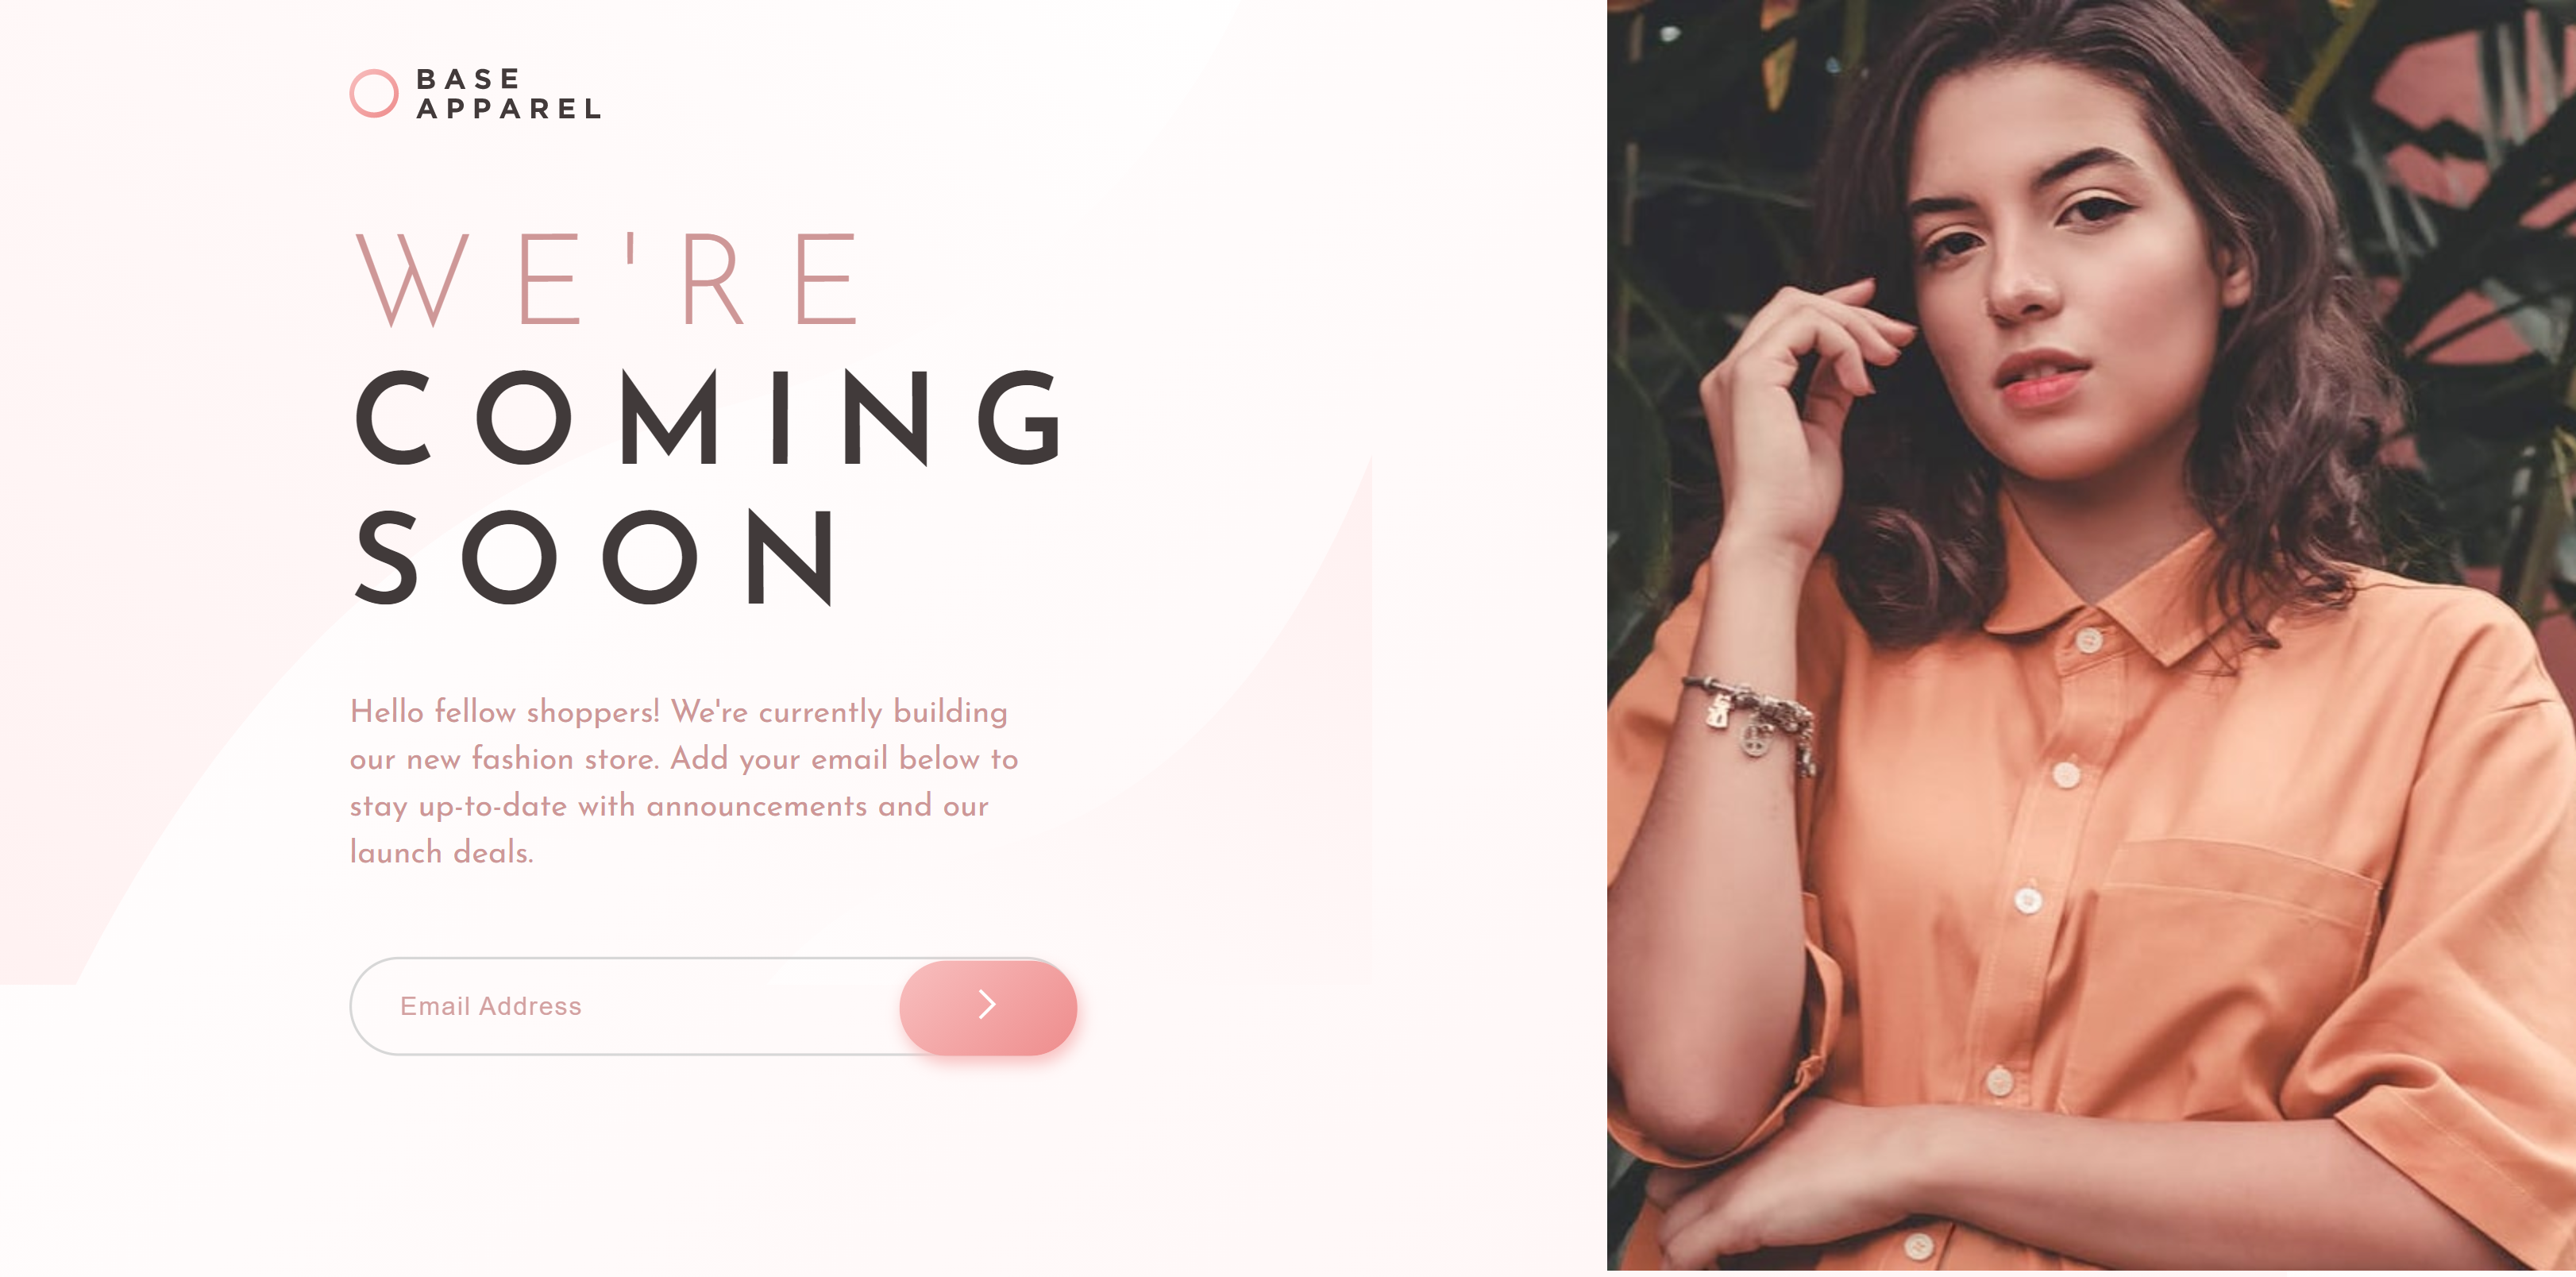 BASE
APPAREL
WE'RE
COMING
SOON
Hello fellow shoppers! We're currently building
our new fashion store. Add your email below to
stay up-to-date with announcements and our
launch deals.
Email Address